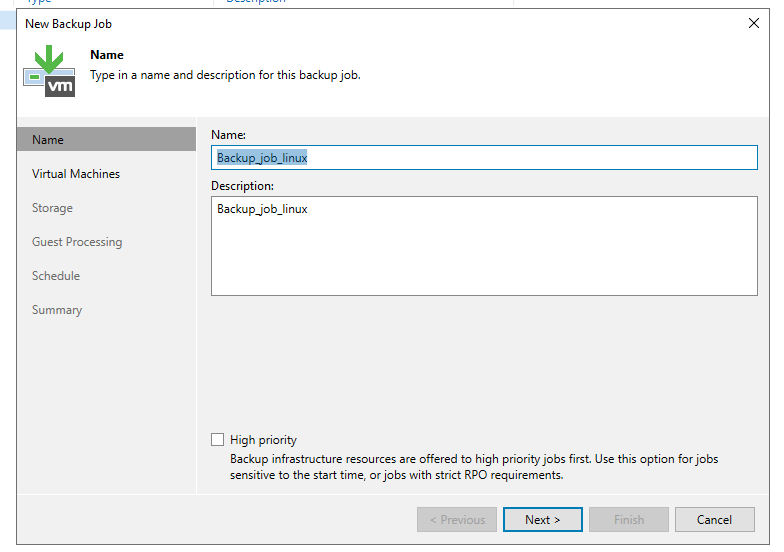 Type Description
New Backup Job
Name
Type in a name and description for this backup job.
vm
Name
Virtual Machines
Storage
Guest Processing
Schedule
Summary
Name:
Backup_job_linux
Description:
Backup_job_linux
High priority
Backup infrastructure resources are offered to high priority jobs first. Use this option for jobs
sensitive to the start time, or jobs with strict RPO requirements.
< Previous Next > Finish Cancel